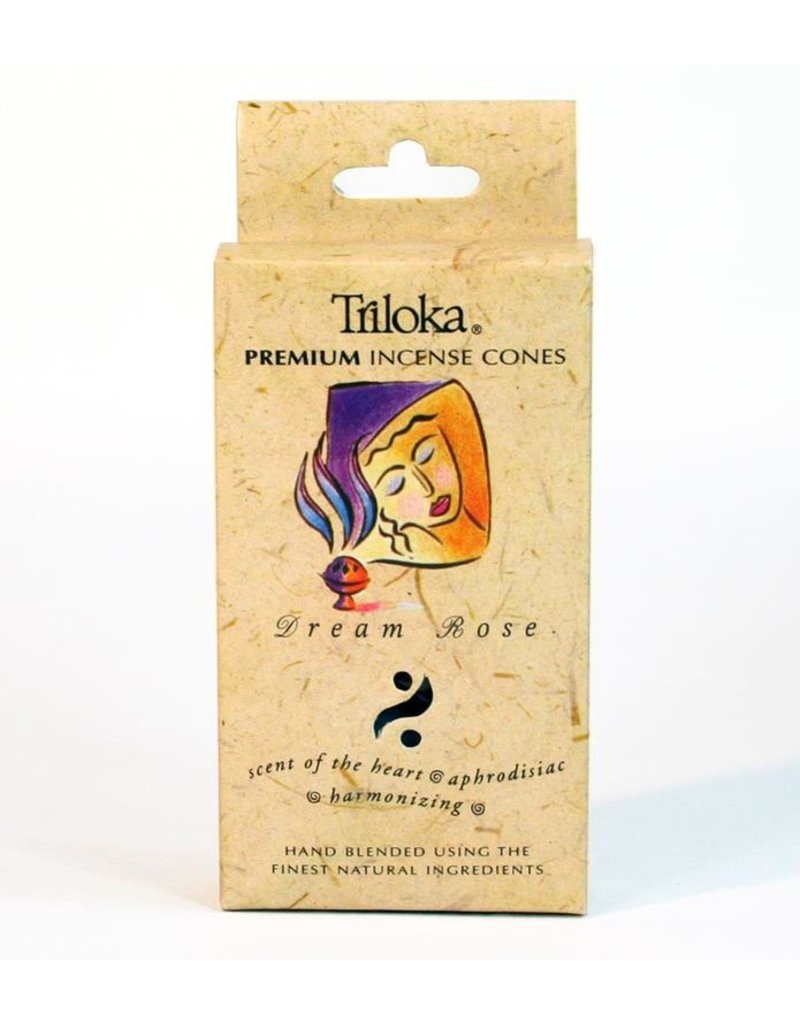 Triloka®
PREMIUM INCENSE CONES
Dream Rose
scent of the heart aphrodisiac
harmonizing
HAND BLENDED USING THE
FINEST NATURAL INGREDIENTS